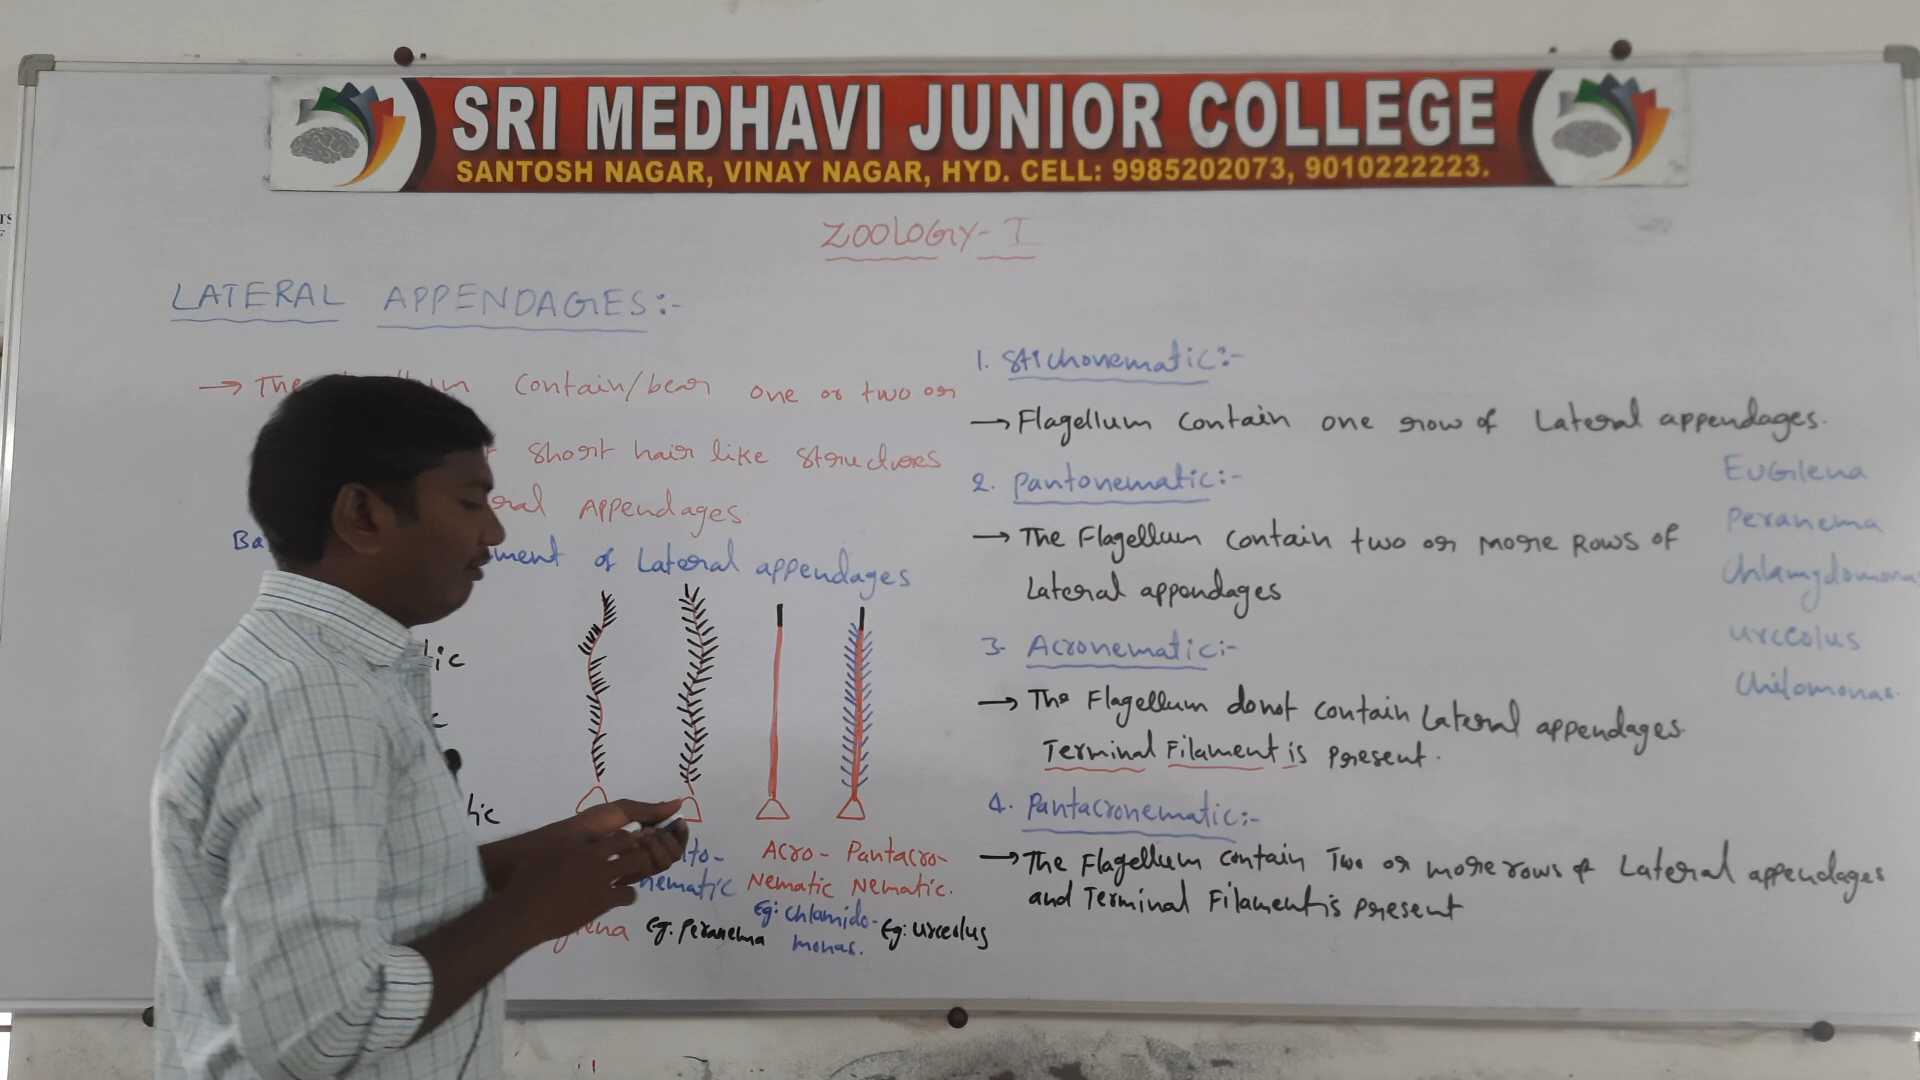 SRI MEDHAVI JUNIOR COLLEGE
SANTOSH NAGAR, VINAY NAGAR, HYD. CELL: 9985202073, 9010222223.
ZOOLOGY-I
LATERAL APPENDAGES:-
→ The contain/bear one or two or
short hair like structures
Appendages
of Lateral appendages
Acro- Pantacro-
nematic Nematic Nematic.
Eg. Peranema Eg: Chlamido- Eg: urceolus
monas.
1. Stichonematic:-
→ Flagellum contain one row of Lateral appendages.
2. Pantonematic:-
→ The Flagellum contain two or more Rows of
Lateral appendages
3. Acronematic:-
→ The Flagellum donot contain Lateral appendages.
Terminal Filament is present.
4. Pantacronematic:-
→ The Flagellum contain Two or more rows of Lateral appendages
and Terminal Filament is present
EuGlena
Peranema
Chlamydomonas
urceolus
Chilomonas.